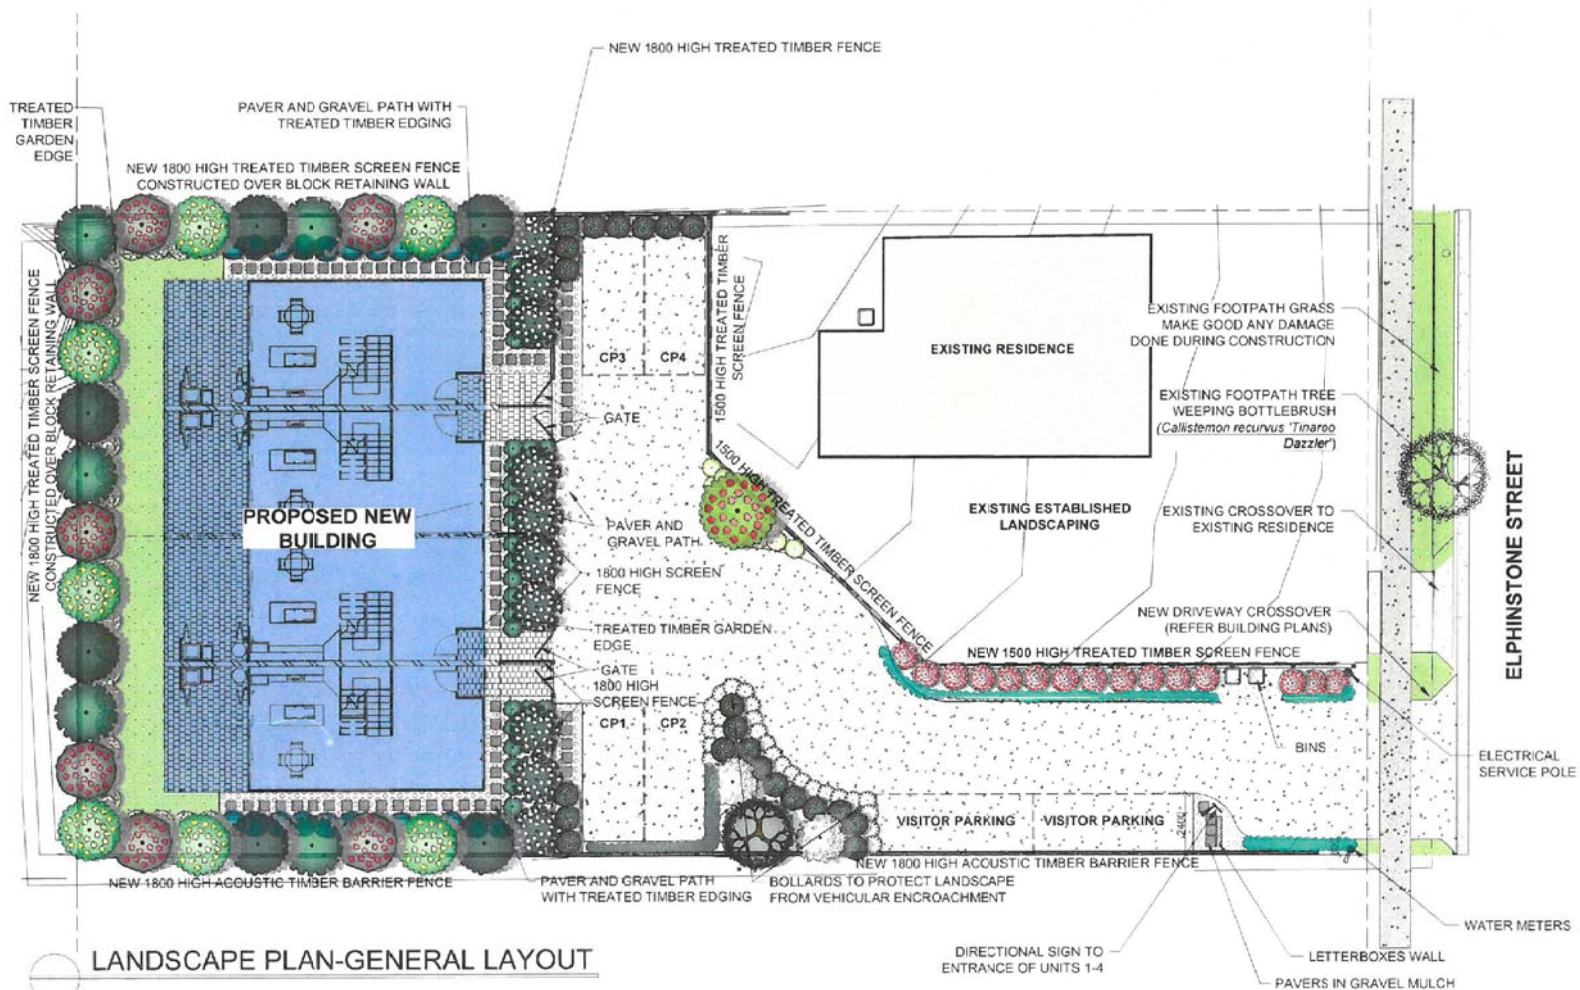 NEW 1800 HIGH TREATED TIMBER FENCE
TREATED
TIMBER
GARDEN
EDGE
PAVER AND GRAVEL PATH WITH
TREATED TIMBER EDGING
NEW 1800 HIGH TREATED TIMBER SCREEN FENCE
CONSTRUCTED OVER BLOCK RETAINING WALL
NEW 1800 HIGH TREATED TIMBER SCREEN FENCE
CONSTRUCTED OVER BLOCK RETAINING WALL
1500 HIGH TREATED TIMBER
SCREEN FENCE
CP3
CP4
EXISTING RESIDENCE
EXISTING FOOTPATH GRASS
MAKE GOOD ANY DAMAGE
DONE DURING CONSTRUCTION
EXISTING FOOTPATH TREE
WEEPING BOTTLEBRUSH
(Callistemon recurvus 'Tinaroo
Dazzler')
GATE
1500 HIGH TREATED TIMBER SCREEN FENCE
EXISTING ESTABLISHED
LANDSCAPING
EXISTING CROSSOVER TO
EXISTING RESIDENCE
ELPHINSTONE STREET
PROPOSED NEW
BUILDING
PAVER AND
GRAVEL PATH
1800 HIGH SCREEN
FENCE
NEW DRIVEWAY CROSSOVER
(REFER BUILDING PLANS)
TREATED TIMBER GARDEN
EDGE
NEW 1500 HIGH TREATED TIMBER SCREEN FENCE
GATE
1800 HIGH
SCREEN FENCE
CP1
CP2
BINS
ELECTRICAL
SERVICE POLE
VISITOR PARKING
VISITOR PARKING
2400
NEW 1800 HIGH ACOUSTIC TIMBER BARRIER FENCE
NEW 1800 HIGH ACOUSTIC TIMBER BARRIER FENCE
PAVER AND GRAVEL PATH
WITH TREATED TIMBER EDGING
BOLLARDS TO PROTECT LANDSCAPE
FROM VEHICULAR ENCROACHMENT
WATER METERS
DIRECTIONAL SIGN TO
ENTRANCE OF UNITS 1-4
LETTERBOXES WALL
PAVERS IN GRAVEL MULCH
LANDSCAPE PLAN-GENERAL LAYOUT